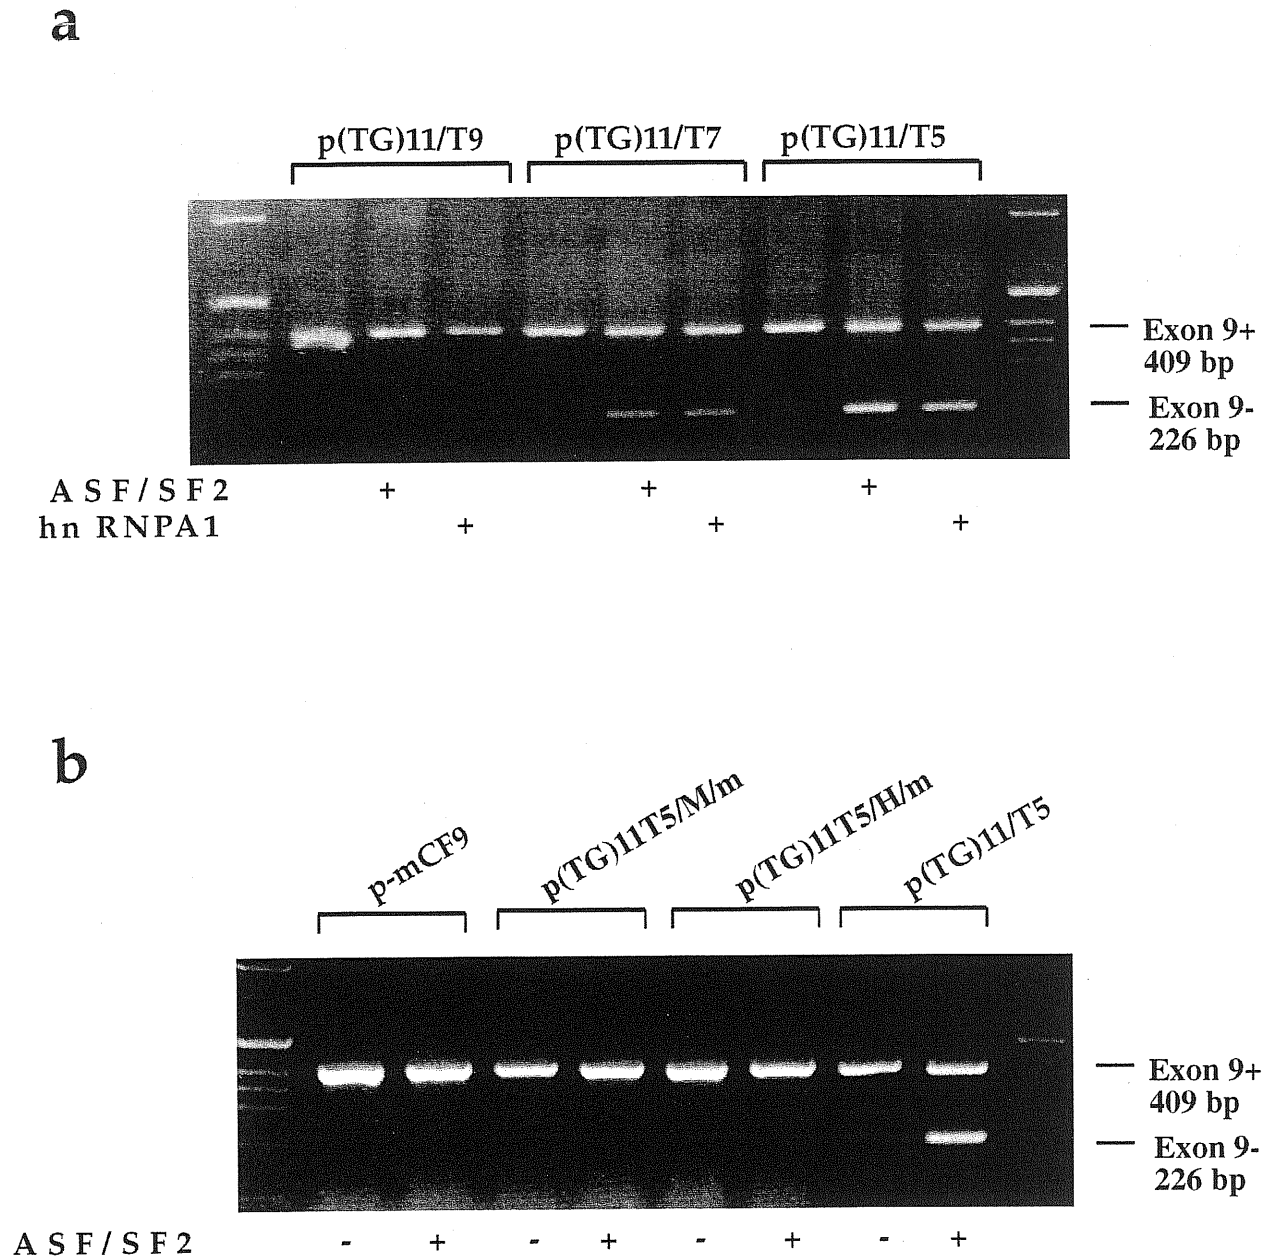 a
p(TG)11/T9 p(TG)11/T7 p(TG)11/T5
Exon 9+
409 bp
Exon 9-
226 bp
ASF/SF2 + + +
hn RNPA1 + + +
b
p-mCF9 p(TG)11T5/M/m p(TG)11T5/H/m p(TG)11/T5
Exon 9+
409 bp
Exon 9-
226 bp
ASF/SF2 - + - + - + - +